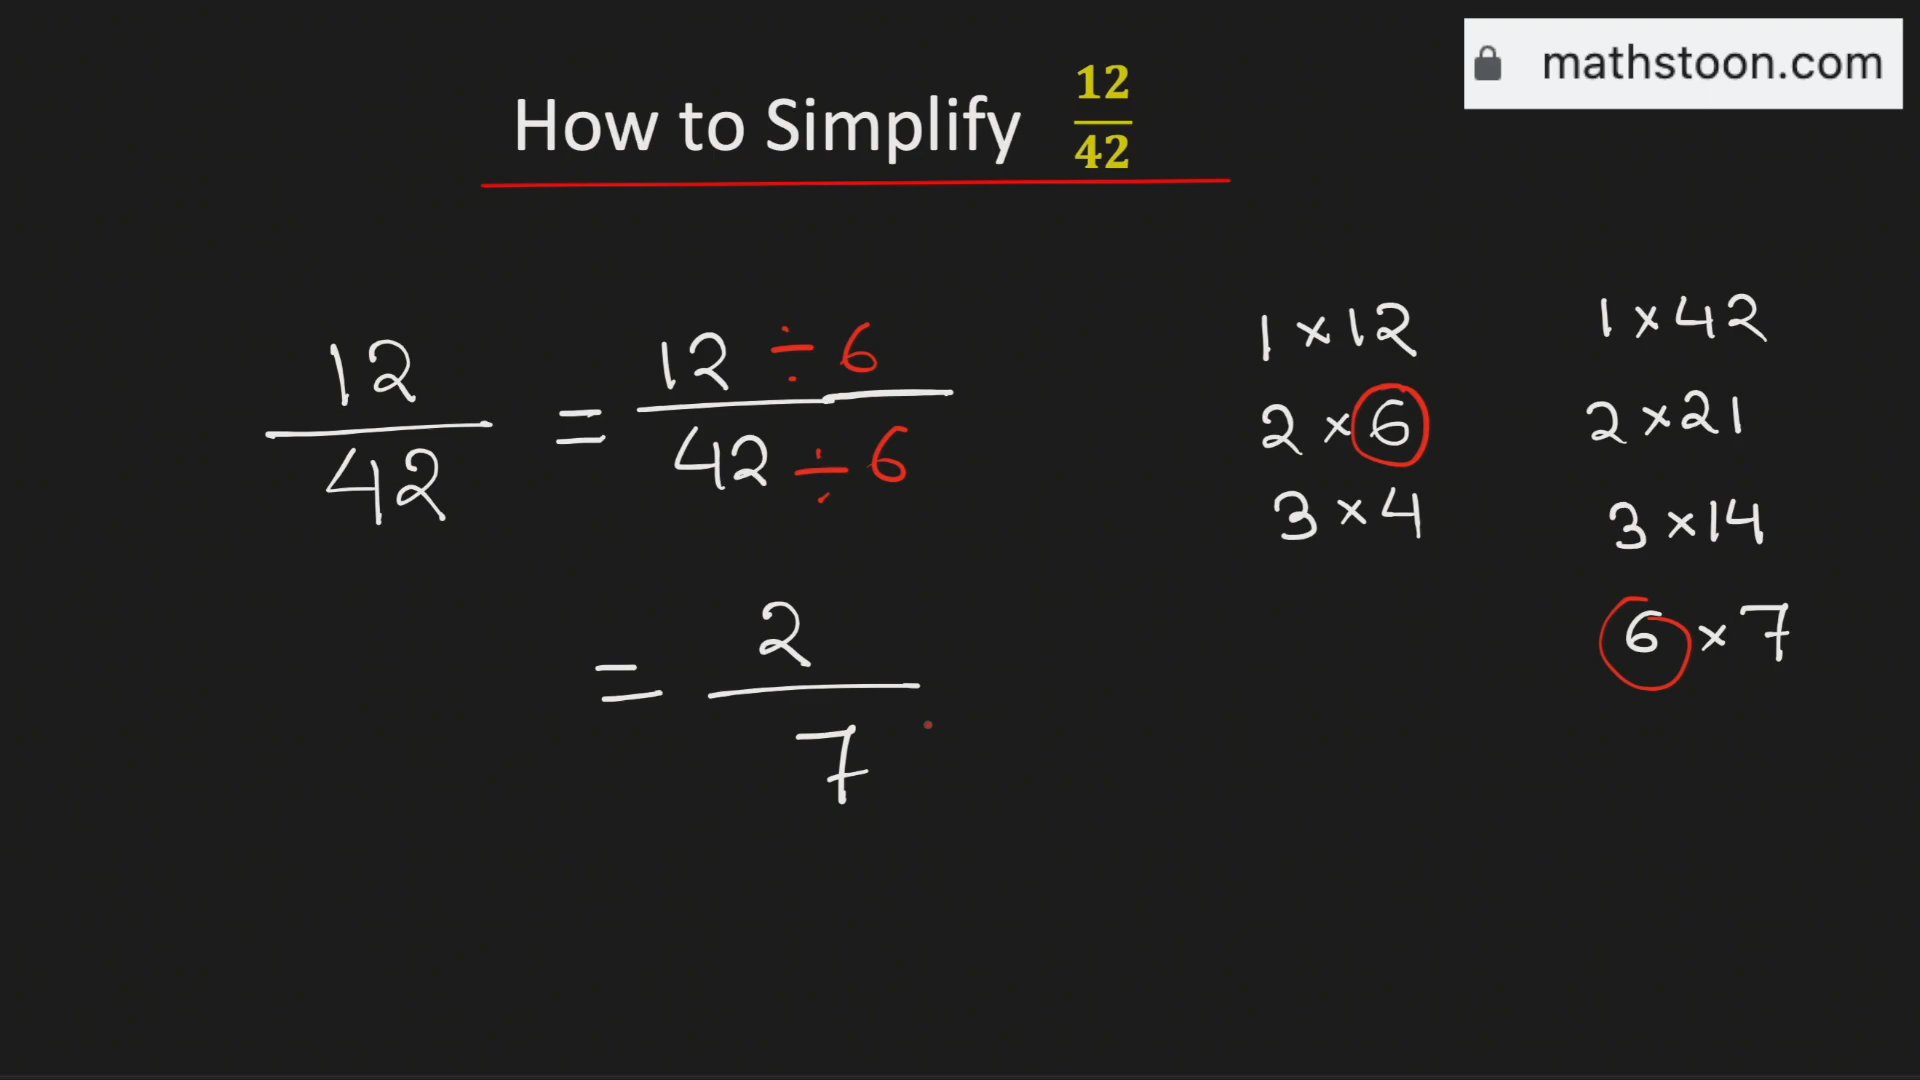 mathstoon.com
How to Simplify 12/42
12/42 = 12 ÷ 6/42 ÷ 6
= 2/7
1 × 12
2 × 6
3 × 4
1 × 42
2 × 21
3 × 14
6 × 7